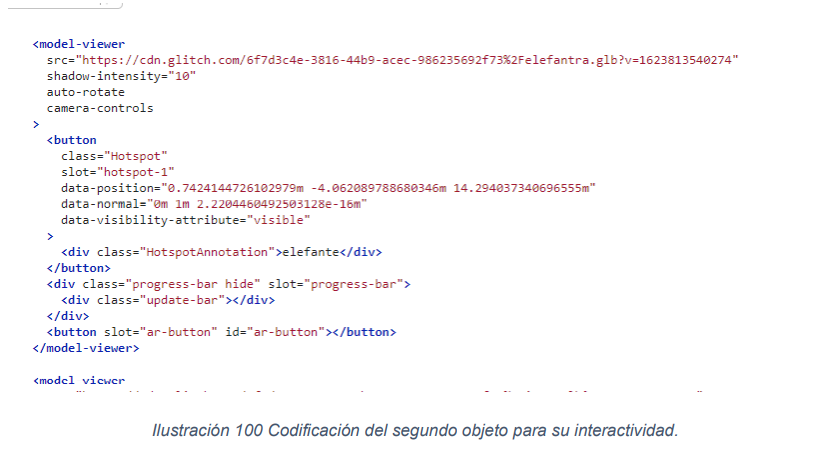 <model-viewer
src="https://cdn.glitch.com/6f7d3c4e-3816-44b9-acec-986235692f73%2Felefantra.glb?v=1623813540274"
shadow-intensity="10"
auto-rotate
camera-controls
>
<button
class="Hotspot"
slot="hotspot-1"
data-position="0.7424144726102979m -4.062089788680346m 14.294037340696555m"
data-normal="0m 1m 2.2204460492503128e-16m"
data-visibility-attribute="visible"
>
<div class="HotspotAnnotation">elefante</div>
</button>
<div class="progress-bar hide" slot="progress-bar">
<div class="update-bar"></div>
</div>
<button slot="ar-button" id="ar-button"></button>
</model-viewer>
<model-viewer
Ilustración 100 Codificación del segundo objeto para su interactividad.